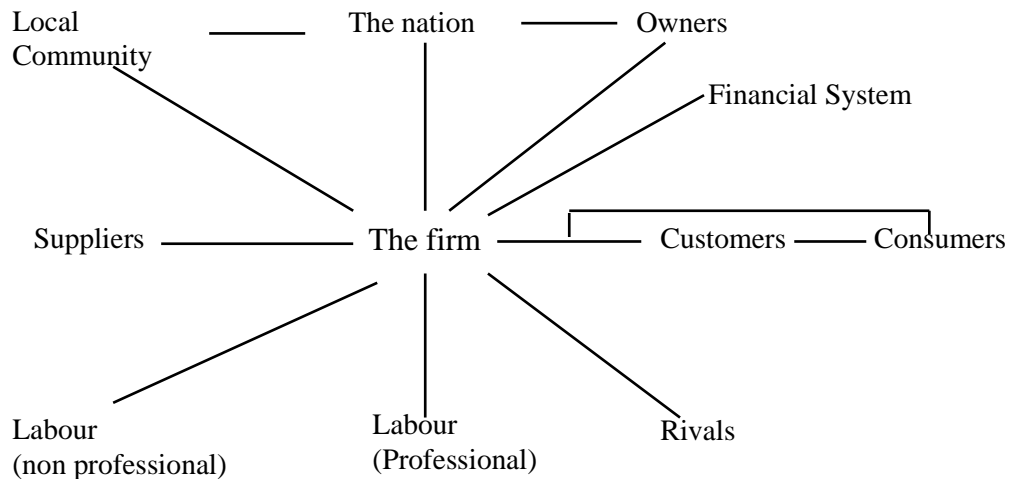 Local
Community
The nation
Owners
Financial System
Suppliers
The firm
Customers
Consumers
Labour
(non professional)
Labour
(Professional)
Rivals